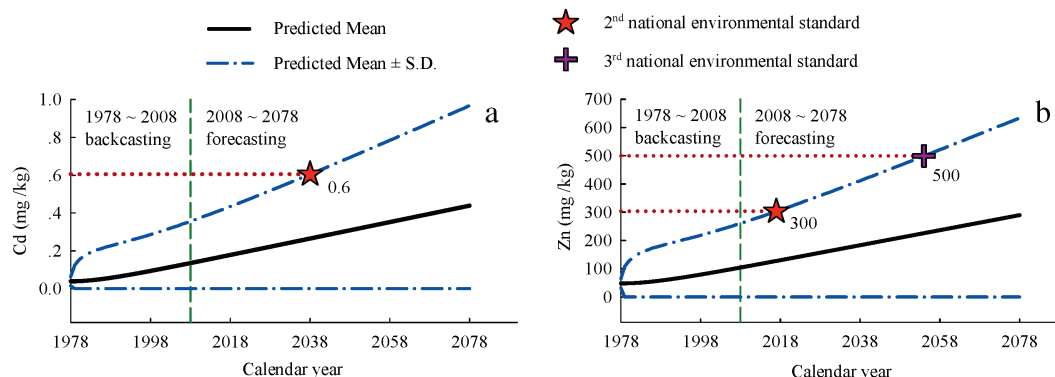 Predicted Mean
Predicted Mean ± S.D.
2nd national environmental standard
3rd national environmental standard
a
1978 ~ 2008
backcasting
2008 ~ 2078
forecasting
1.0
.8
.6
.4
.2
0.0
Cd (mg /kg)
0.6
1978
1998
2018
2038
2058
2078
Calendar year
b
1978 ~ 2008
backcasting
2008 ~ 2078
forecasting
700
600
500
400
300
200
100
0
Zn (mg /kg)
500
300
1978
1998
2018
2038
2058
2078
Calendar year